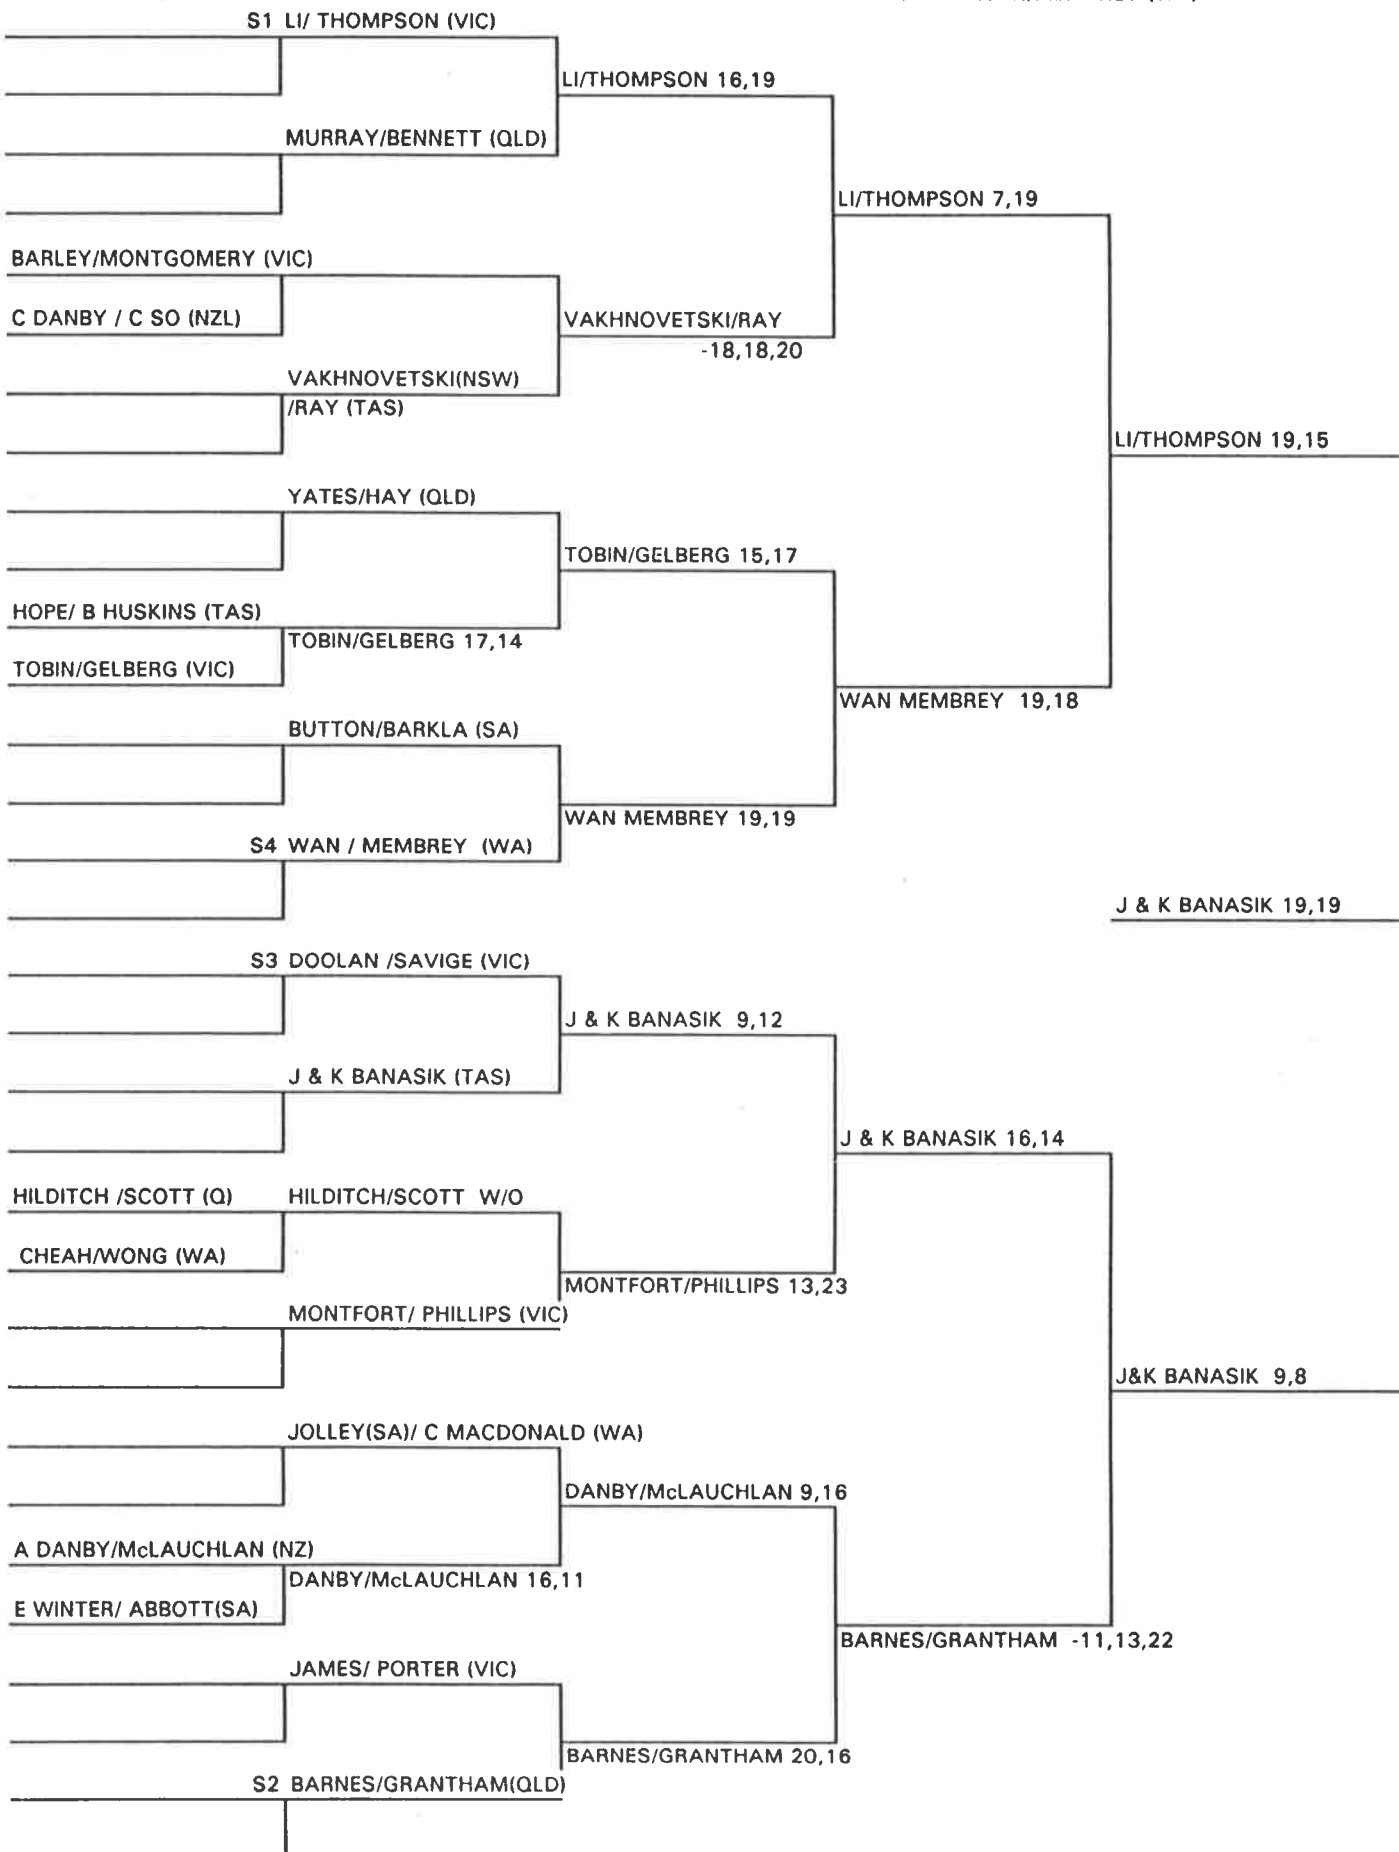 S1 LI/ THOMPSON (VIC)
LI/THOMPSON 16,19
MURRAY/BENNETT (QLD)
LI/THOMPSON 7,19
BARLEY/MONTGOMERY (VIC)
C DANBY / C SO (NZL)
VAKHNOVETSKI/RAY
-18,18,20
VAKHNOVETSKI(NSW)
/RAY (TAS)
LI/THOMPSON 19,15
YATES/HAY (QLD)
TOBIN/GELBERG 15,17
HOPE/ B HUSKINS (TAS)
TOBIN/GELBERG 17,14
TOBIN/GELBERG (VIC)
WAN MEMBREY 19,18
BUTTON/BARKLA (SA)
WAN MEMBREY 19,19
S4 WAN / MEMBREY (WA)
J & K BANASIK 19,19
S3 DOOLAN /SAVIGE (VIC)
J & K BANASIK 9,12
J & K BANASIK (TAS)
J & K BANASIK 16,14
HILDITCH /SCOTT (Q)
HILDITCH/SCOTT W/O
CHEAH/WONG (WA)
MONTFORT/PHILLIPS 13,23
MONTFORT/ PHILLIPS (VIC)
J&K BANASIK 9,8
JOLLEY(SA)/ C MACDONALD (WA)
DANBY/McLAUCHLAN 9,16
A DANBY/McLAUCHLAN (NZ)
DANBY/McLAUCHLAN 16,11
E WINTER/ ABBOTT(SA)
BARNES/GRANTHAM -11,13,22
JAMES/ PORTER (VIC)
BARNES/GRANTHAM 20,16
S2 BARNES/GRANTHAM(QLD)